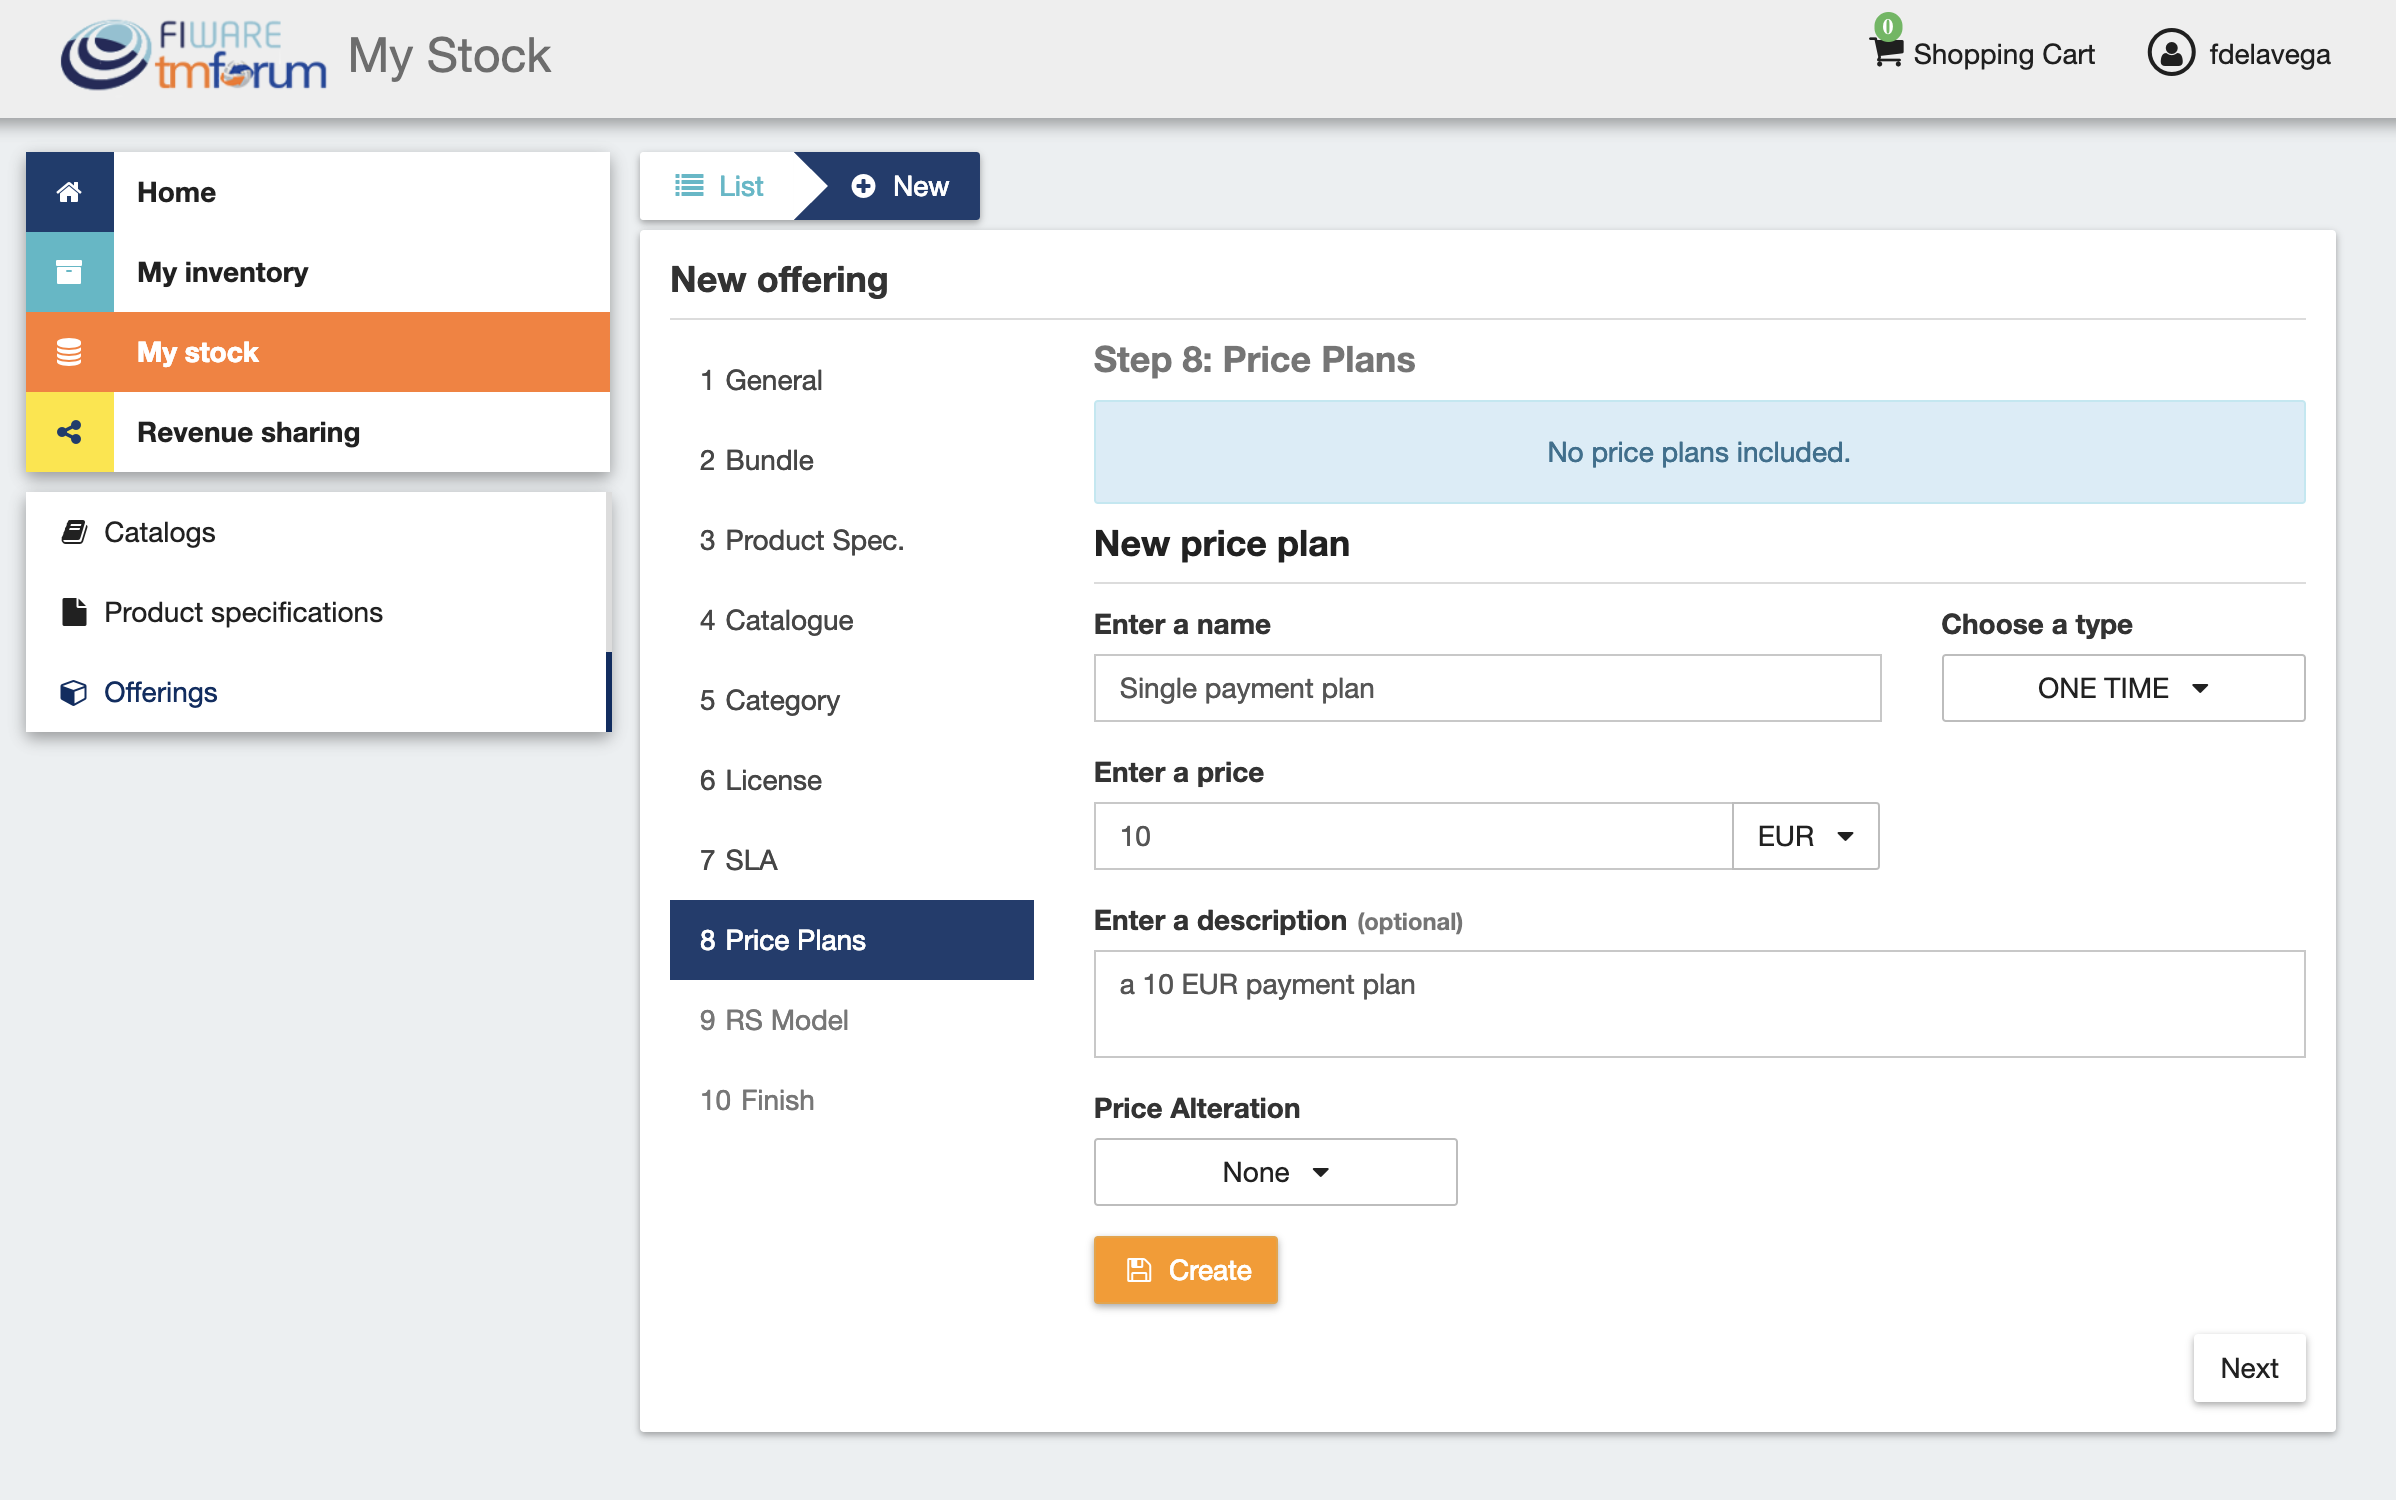 FIWARE
tmforum
My Stock
0
Shopping Cart
fdelavega
Home
My inventory
My stock
Revenue sharing
Catalogs
Product specifications
Offerings
List
New
New offering
1 General
2 Bundle
3 Product Spec.
4 Catalogue
5 Category
6 License
7 SLA
8 Price Plans
9 RS Model
10 Finish
Step 8: Price Plans
No price plans included.
New price plan
Enter a name
Choose a type
Single payment plan
ONE TIME
Enter a price
10
EUR
Enter a description (optional)
a 10 EUR payment plan
Price Alteration
None
Create
Next